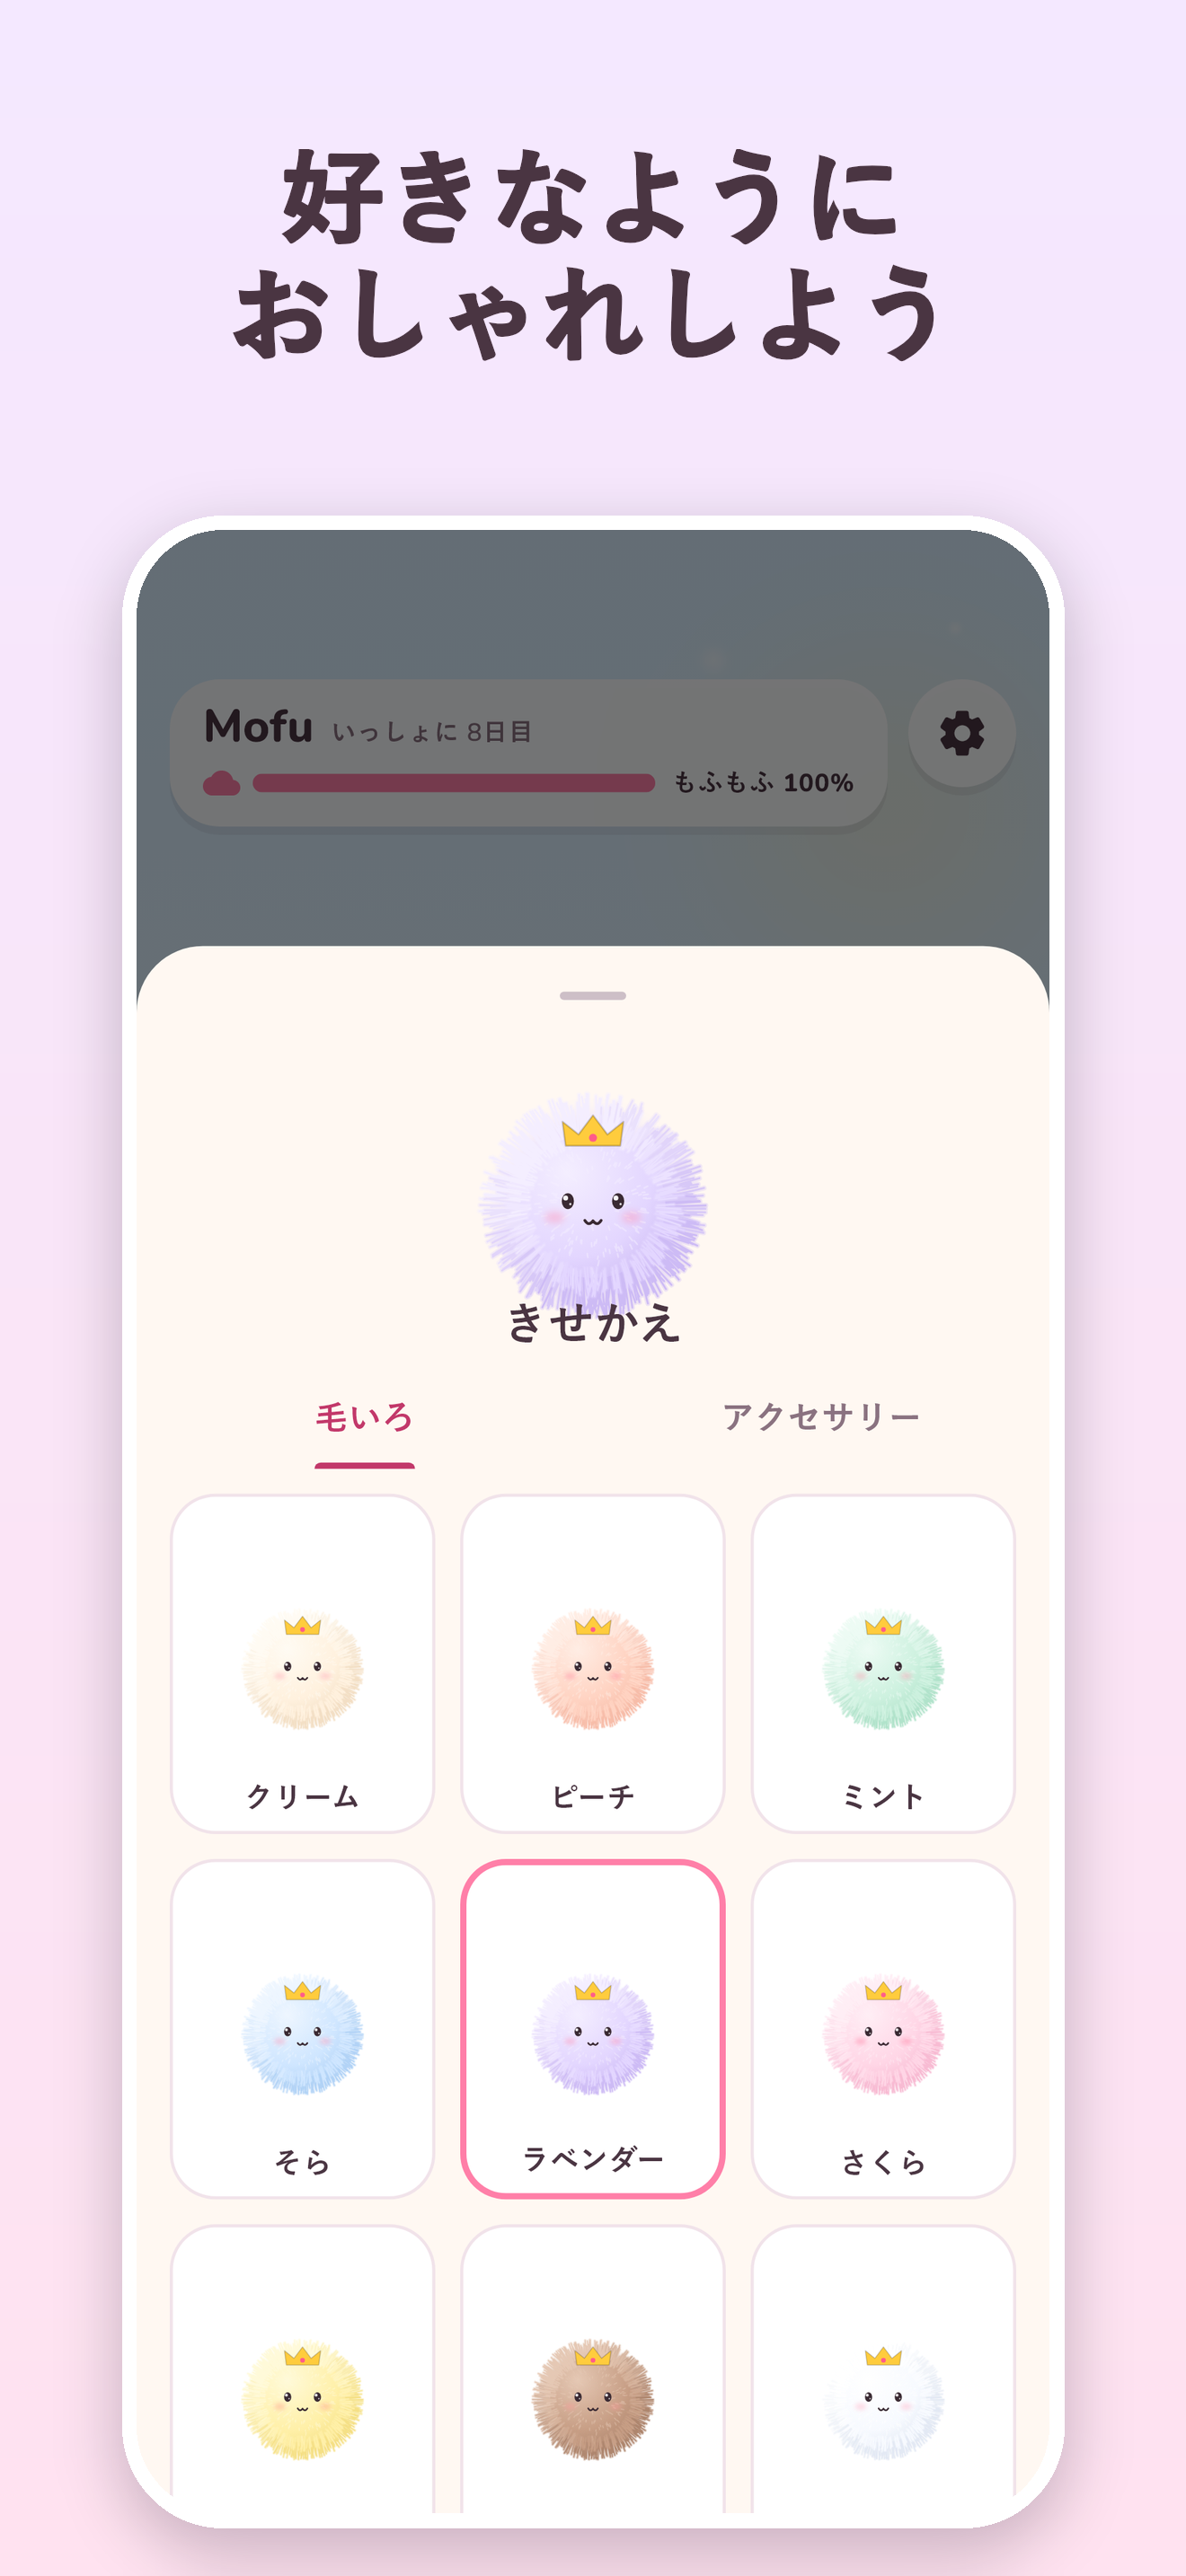 好きなように
おしゃれしよう
Mofu いっしょに 8日目
もふもふ 100%
きせかえ
毛いろ アクセサリー
クリーム ピーチ ミント
そら ラベンダー さくら